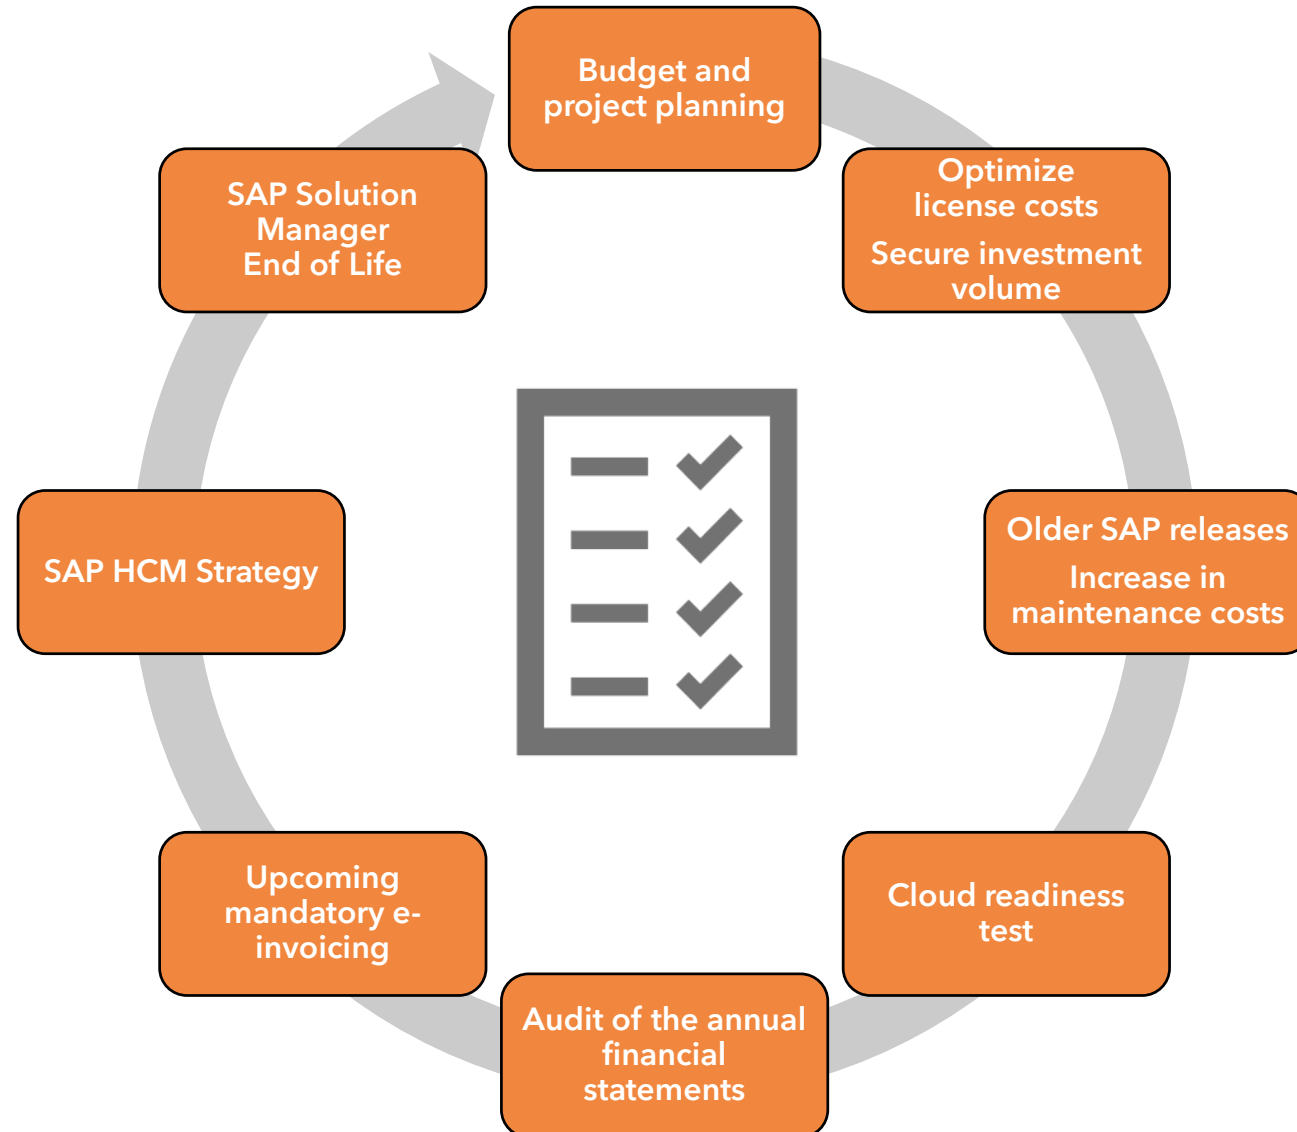 Budget and
project planning
Optimize
license costs
Secure investment
volume
Older SAP releases
Increase in
maintenance costs
Cloud readiness
test
Audit of the annual
financial
statements
Upcoming
mandatory e-
invoicing
SAP HCM Strategy
SAP Solution
Manager
End of Life